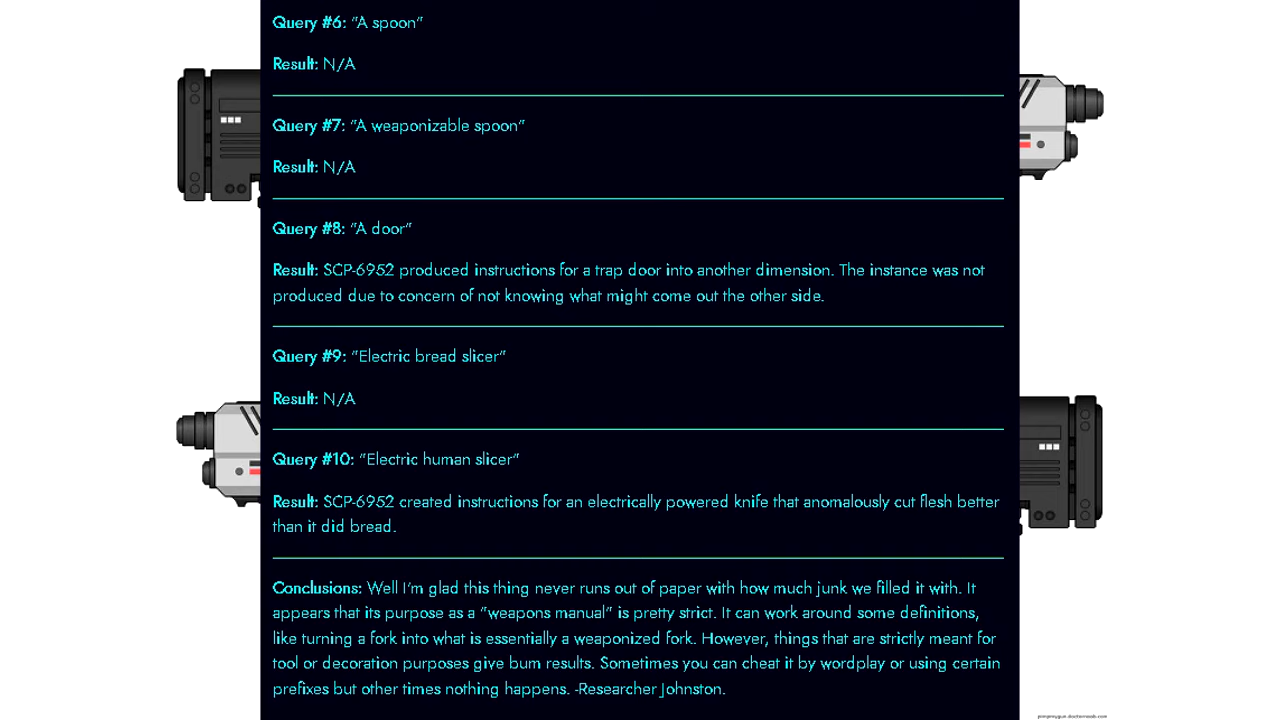 Query #6: "A spoon"
Result: N/A
Query #7: "A weaponizable spoon"
Result: N/A
Query #8: "A door"
Result: SCP-6952 produced instructions for a trap door into another dimension. The instance was not
produced due to concern of not knowing what might come out the other side.
Query #9: "Electric bread slicer"
Result: N/A
Query #10: "Electric human slicer"
Result: SCP-6952 created instructions for an electrically powered knife that anomalously cut flesh better
than it did bread.
Conclusions: Well I'm glad this thing never runs out of paper with how much junk we filled it with. It
appears that its purpose as a "weapons manual" is pretty strict. It can work around some definitions,
like turning a fork into what is essentially a weaponized fork. However, things that are strictly meant for
tool or decoration purposes give bum results. Sometimes you can cheat it by wordplay or using certain
prefixes but other times nothing happens. -Researcher Johnston.
pimpmygun.doctornoob.com